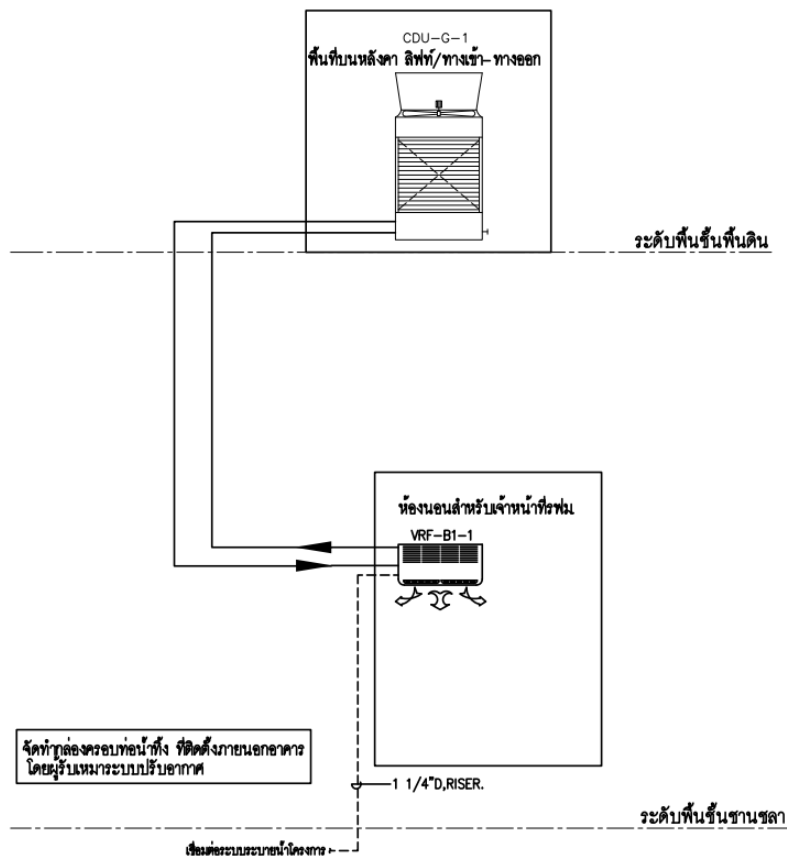 CDU-G-1
พื้นที่บนหลังคา ลิฟท์/ทางเข้า-ทางออก
ระดับพื้นชั้นพื้นดิน
ห้องนอนสำหรับเจ้าหน้าที่รฟม.
VRF-B1-1
จัดทำกล่องครอบท่อน้ำทิ้ง ที่ติดตั้งภายนอกอาคาร
โดยผู้รับเหมาระบบปรับอากาศ
1 1/4"D,RISER.
ระดับพื้นชั้นชานชลา
เชื่อมต่อระบบระบายน้ำโครงการ